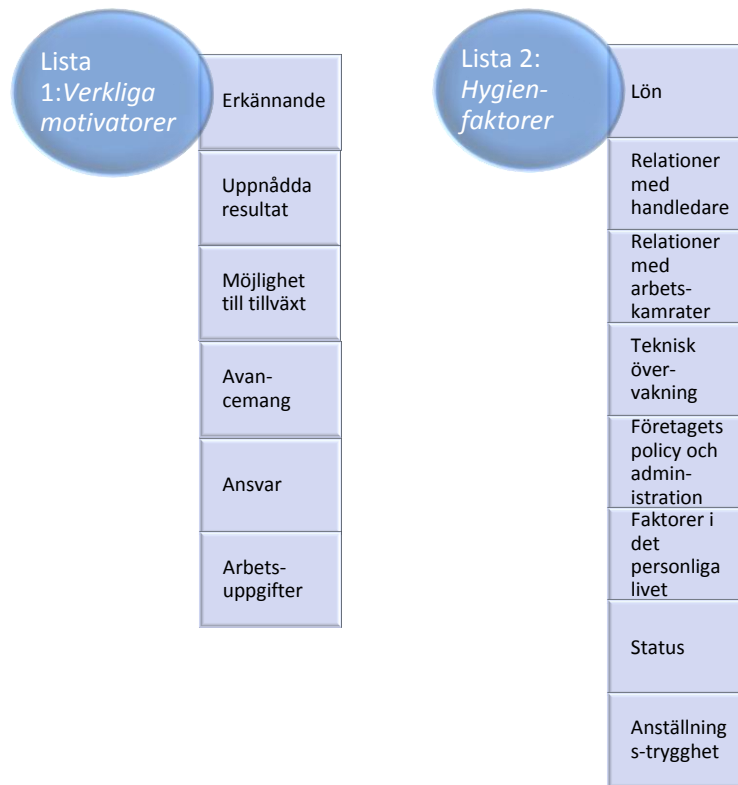 Lista
1:Verkliga
motivatorer
Erkännande
Uppnådda
resultat
Möjlighet
till tillväxt
Avan-
cemang
Ansvar
Arbets-
uppgifter
Lista 2:
Hygien-
faktorer
Lön
Relationer
med
handledare
Relationer
med
arbets-
kamrater
Teknisk
över-
vakning
Företagets
policy och
admin-
istration
Faktorer i
det
personliga
livet
Status
Anställning
s-trygghet